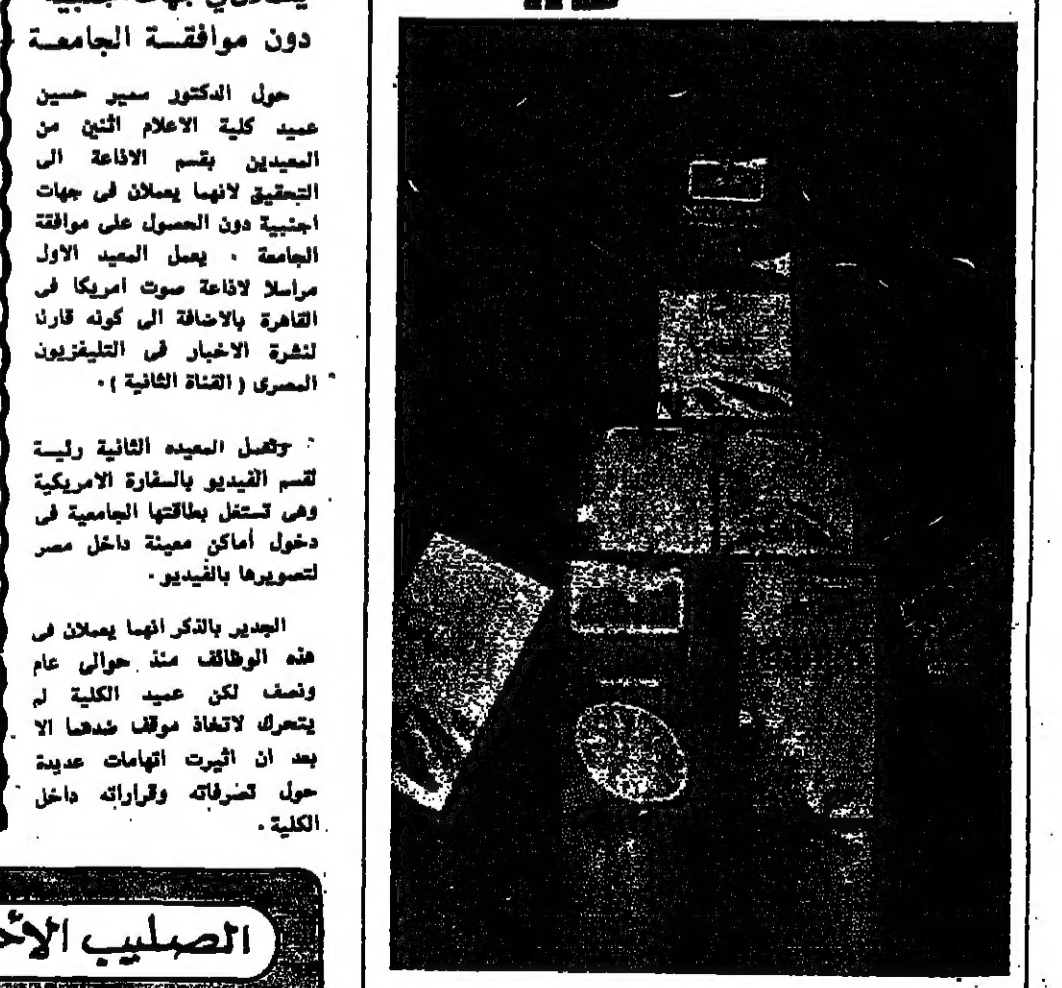 دون موافقـة الجامعـة
حول الدكتور سمير حسين
عميد كلية الاعلام اثنين من
المعيدين بقسم الاذاعة الى
التحقيق لانهما يعملان فى جهات
اجنبية دون الحصول على موافقة
الجامعة . يعمل المعيد الاول
مراسلا لاذاعة صوت امريكا فى
القاهرة بالاضافة الى كونه قارئا
لنشرة الاخبار فى التليفزيون
المصرى ( القناة الثانية ) .
وتعمل المعيده الثانية رئيسة
لقسم الفيديو بالسفارة الامريكية
وهى تستغل بطاقتها الجامعية فى
دخول أماكن معينة داخل مصر
لتصويرها بالفيديو .
الجدير بالذكر انهما يعملان فى
هذه الوظائف منذ حوالى عام
ونصف لكن عميد الكلية لم
يتحرك لاتخاذ موقف ضدهما الا
بعد ان اثيرت اتهامات عديدة
حول تصرفاته وقراراته داخل
الكلية .
الصليب